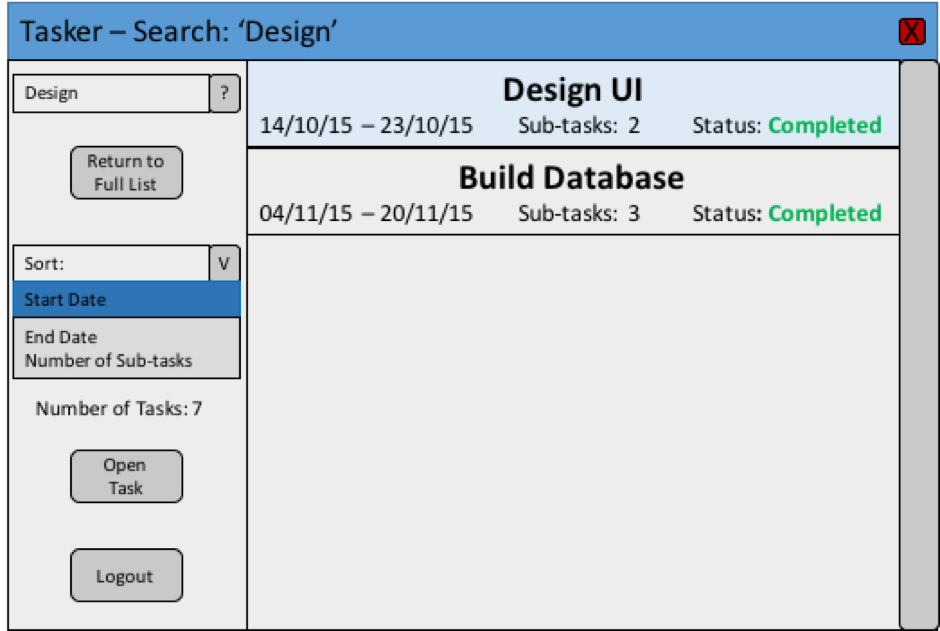 Tasker – Search: ‘Design’
X
Design
?
Return to
Full List
Sort:
V
Start Date
End Date
Number of Sub-tasks
Number of Tasks: 7
Open
Task
Logout
Design UI
14/10/15 – 23/10/15 Sub-tasks: 2 Status: Completed
Build Database
04/11/15 – 20/11/15 Sub-tasks: 3 Status: Completed